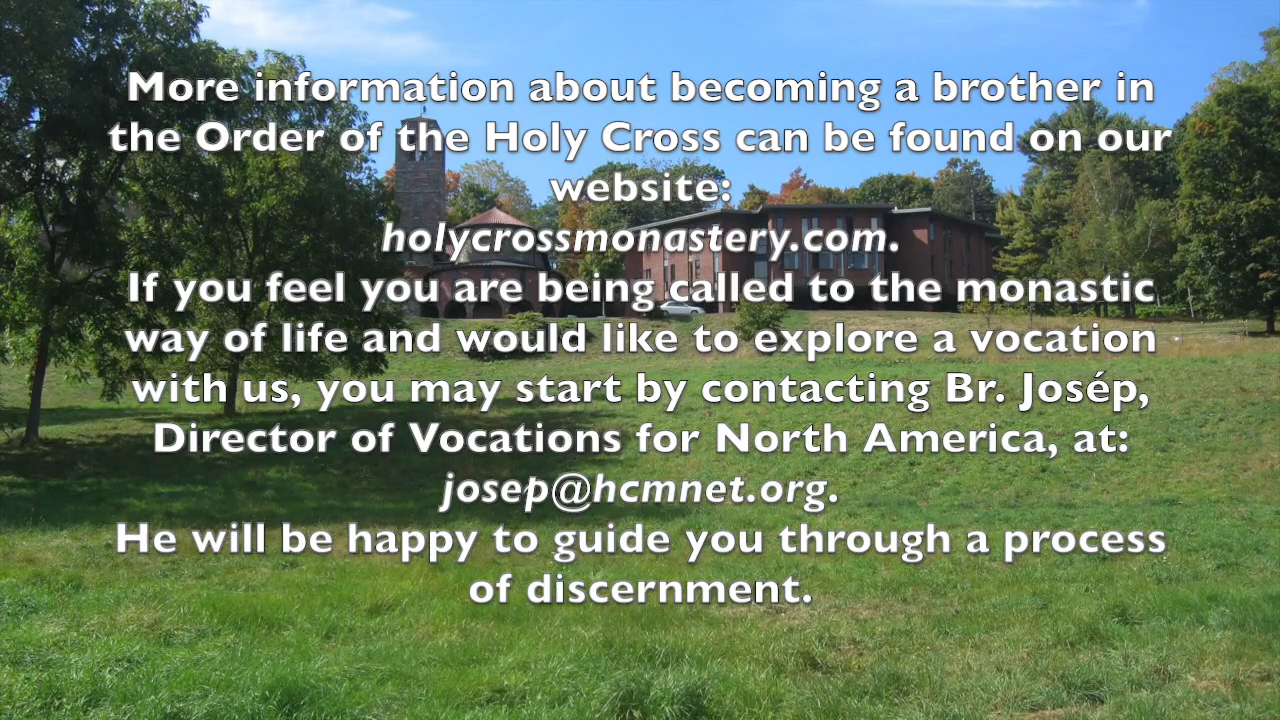 More information about becoming a brother in
the Order of the Holy Cross can be found on our
website:
holycrossmonastery.com.
If you feel you are being called to the monastic
way of life and would like to explore a vocation
with us, you may start by contacting Br. Josép,
Director of Vocations for North America, at:
josep@hcmnet.org.
He will be happy to guide you through a process
of discernment.